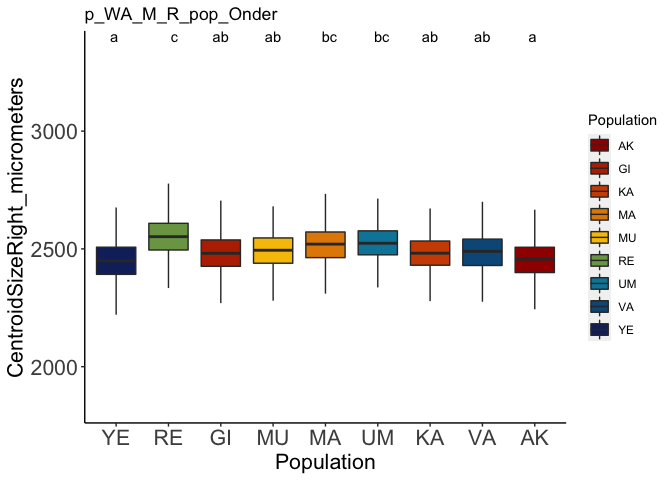 p_WA_M_R_pop_Onder
a c ab ab bc bc ab ab a
CentroidSizeRight_micrometers
3000
2500
2000
YE RE GI MU MA UM KA VA AK
Population
Population
AK
GI
KA
MA
MU
RE
UM
VA
YE